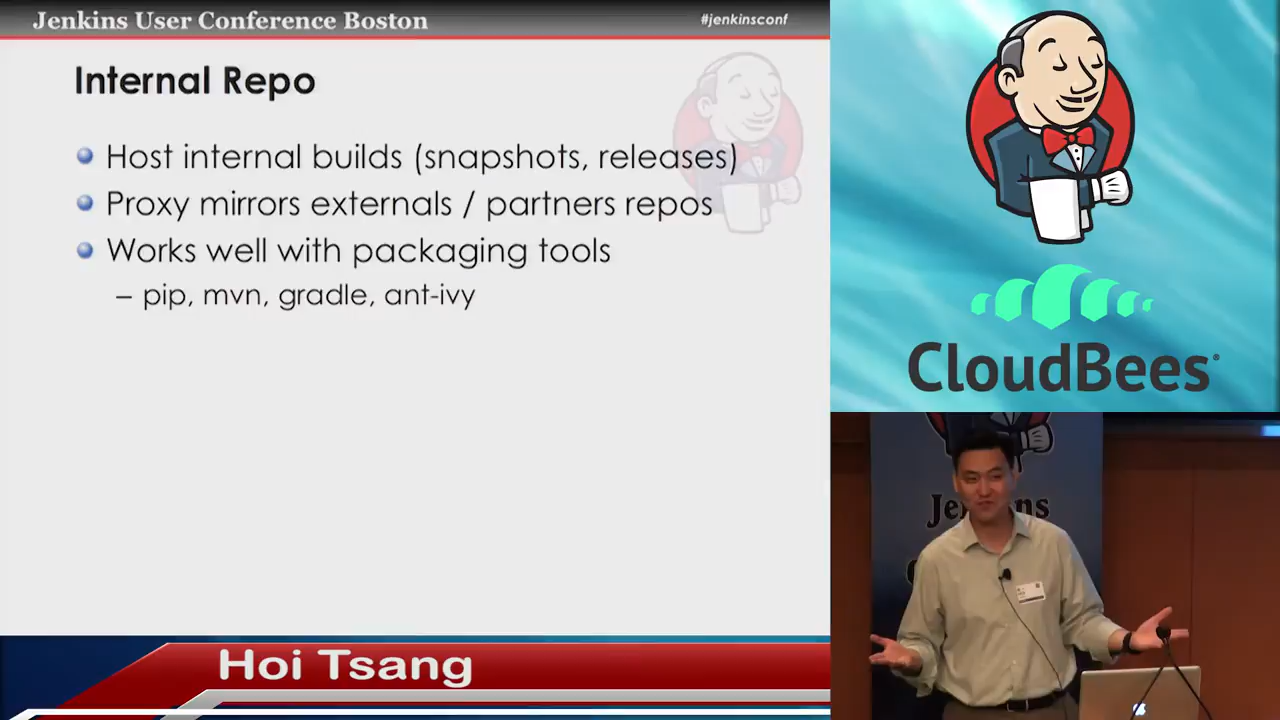 Jenkins User Conference Boston
#jenkinsconf
Internal Repo
Host internal builds (snapshots, releases)
Proxy mirrors externals / partners repos
Works well with packaging tools
– pip, mvn, gradle, ant-ivy
CloudBees®
Hoi Tsang